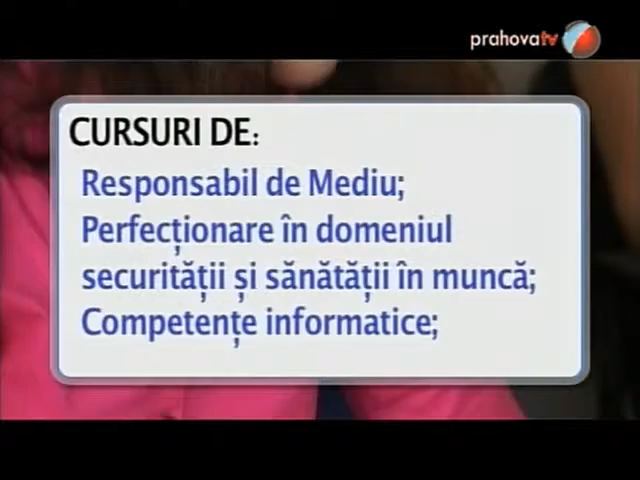 prahovatv
CURSURI DE:
Responsabil de Mediu;
Perfecționare în domeniul
securității și sănătății în muncă;
Competențe informatice;